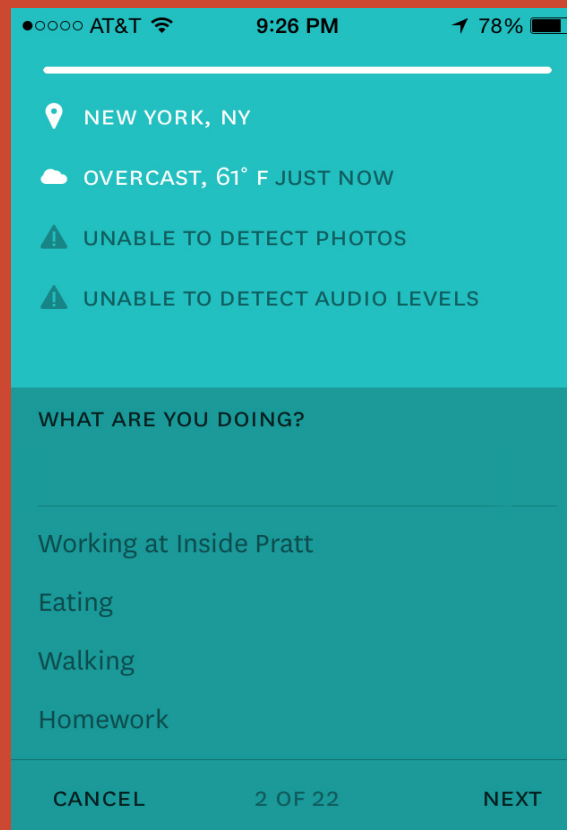 AT&T 9:26 PM 78%
NEW YORK, NY
OVERCAST, 61° F JUST NOW
UNABLE TO DETECT PHOTOS
UNABLE TO DETECT AUDIO LEVELS
WHAT ARE YOU DOING?
Working at Inside Pratt
Eating
Walking
Homework
CANCEL 2 OF 22 NEXT